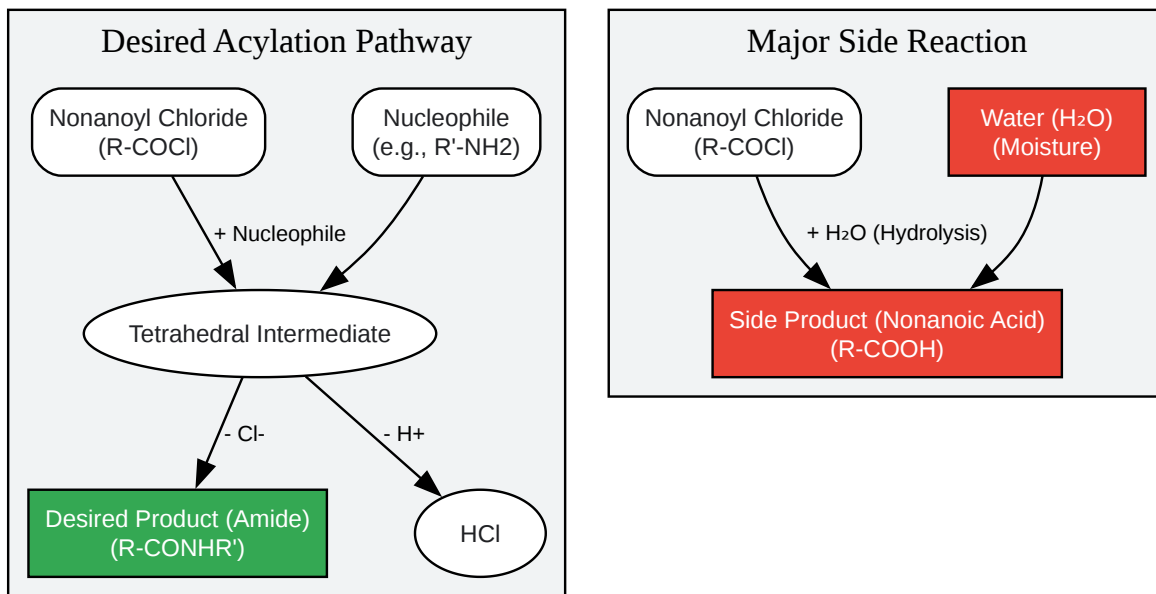 Desired Acylation Pathway
Nonanoyl Chloride
(R-COCl)
Nucleophile
(e.g., R'-NH2)
+ Nucleophile
Tetrahedral Intermediate
- Cl-
- H+
Desired Product (Amide)
(R-CONHR')
HCl
Major Side Reaction
Nonanoyl Chloride
(R-COCl)
Water (H₂O)
(Moisture)
+ H₂O (Hydrolysis)
Side Product (Nonanoic Acid)
(R-COOH)